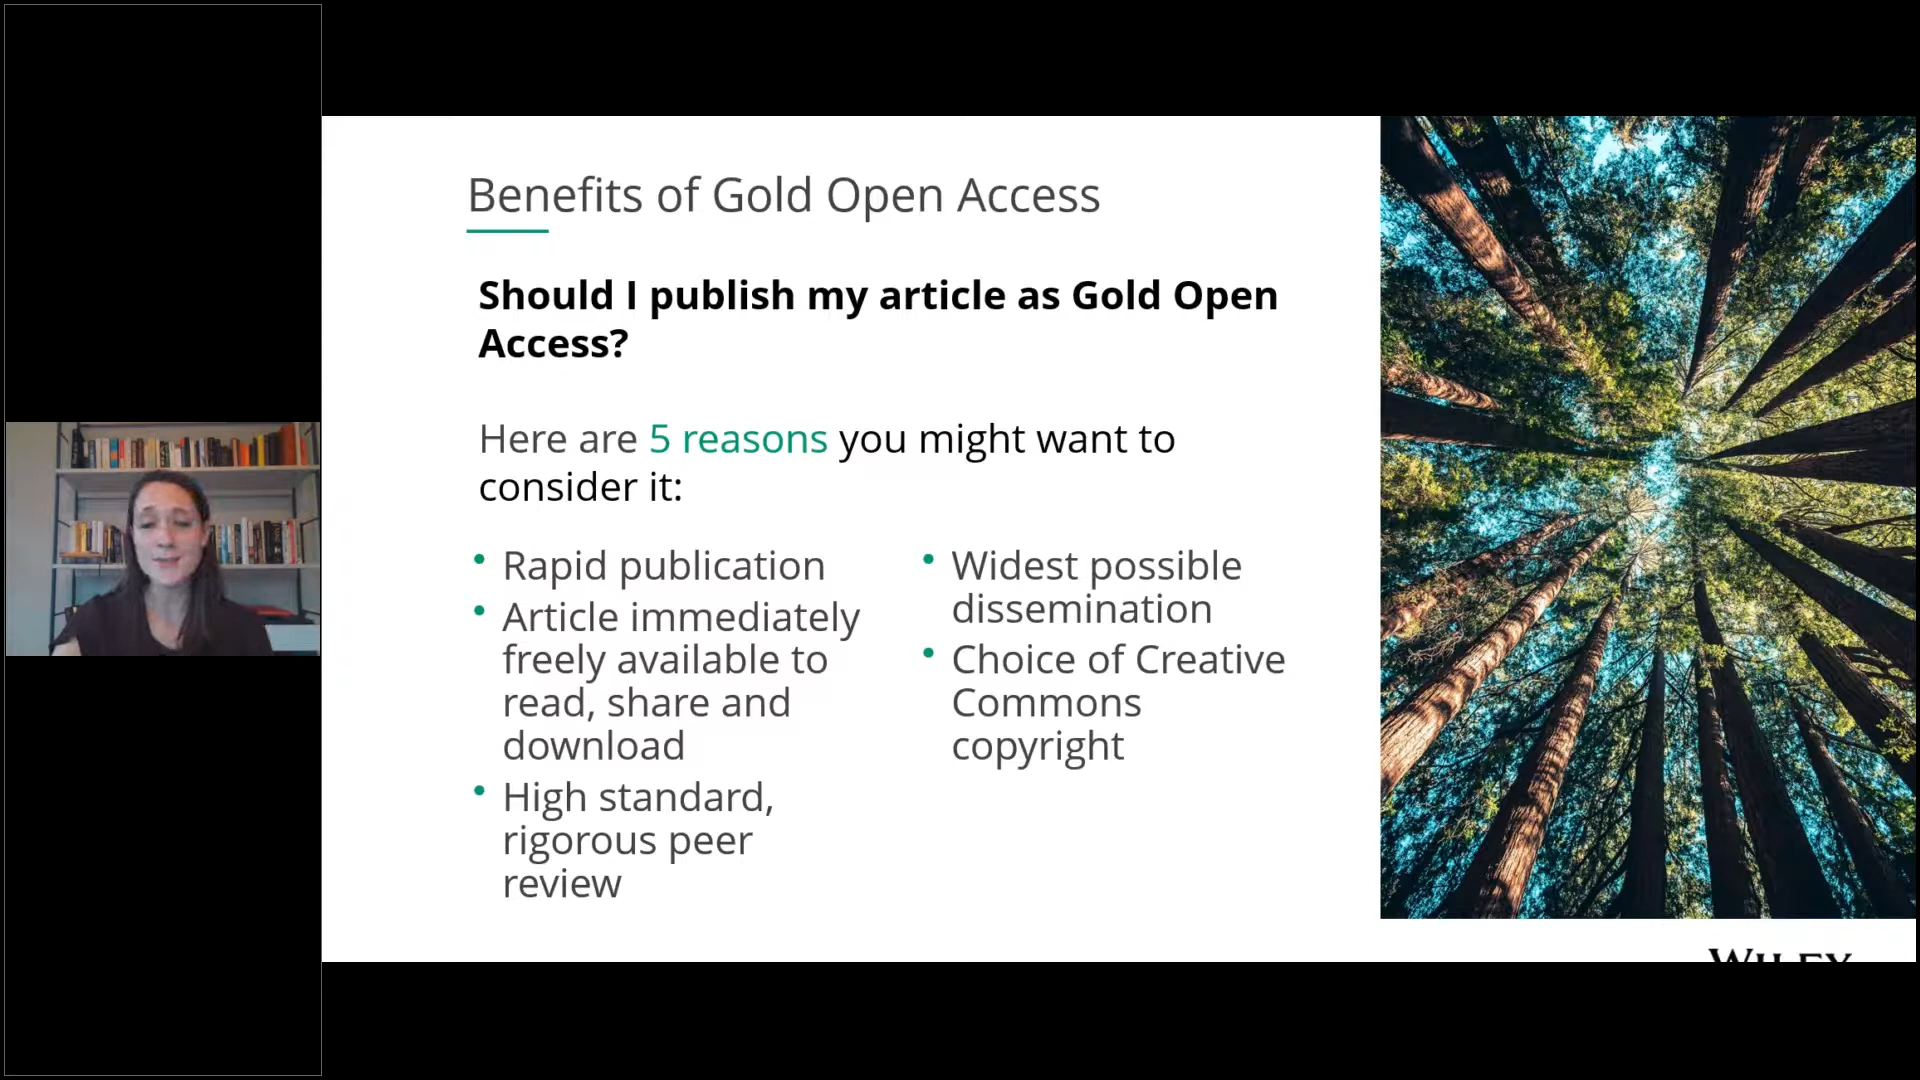 Benefits of Gold Open Access
Should I publish my article as Gold Open
Access?
Here are 5 reasons you might want to
consider it:
Rapid publication
Article immediately
freely available to
read, share and
download
High standard,
rigorous peer
review
Widest possible
dissemination
Choice of Creative
Commons
copyright
WILEY